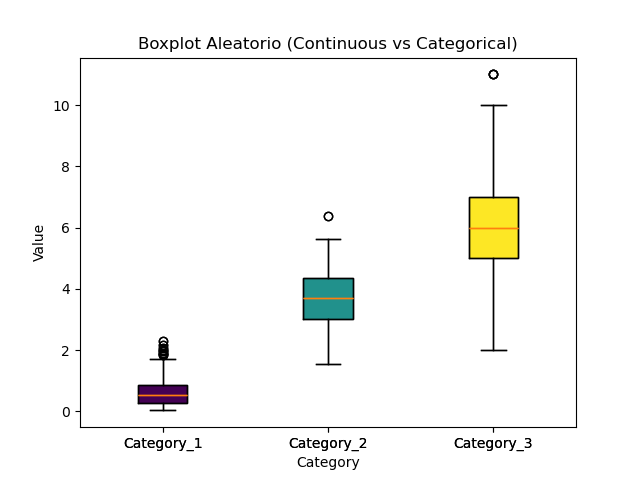 Boxplot Aleatorio (Continuous vs Categorical)
10
8
6
4
2
0
Value
Category_1
Category_2
Category_3
Category